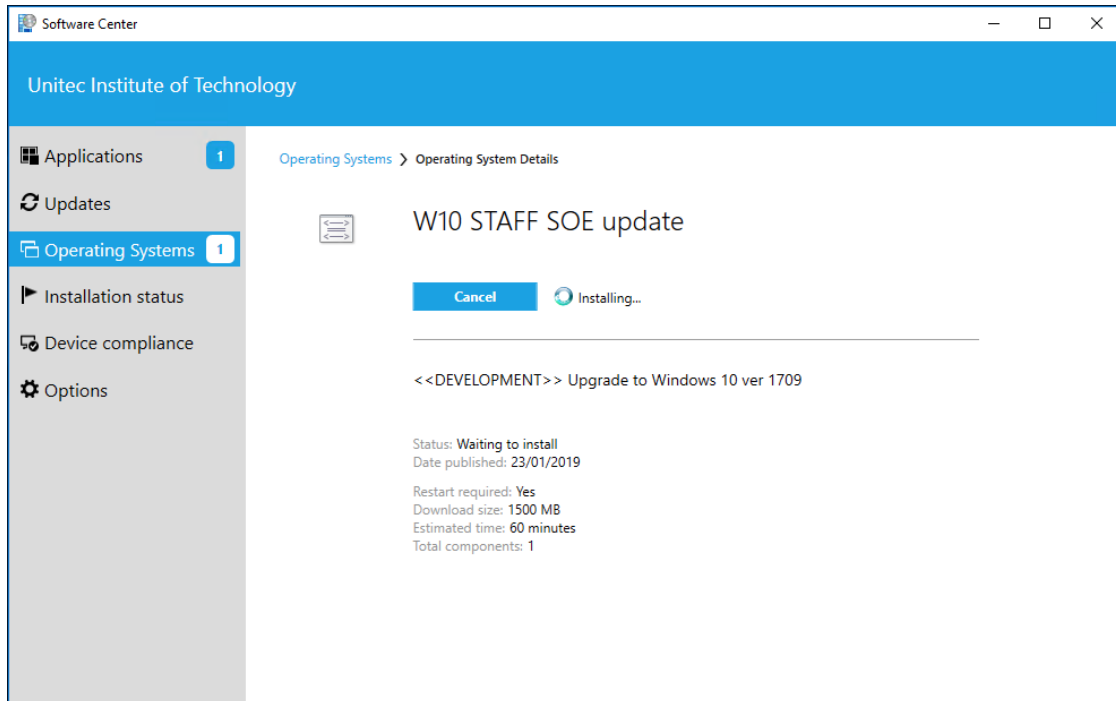 Software Center
Unitec Institute of Technology
Applications 1
Updates
Operating Systems 1
Installation status
Device compliance
Options
Operating Systems > Operating System Details
W10 STAFF SOE update
Cancel Installing...
<<DEVELOPMENT>> Upgrade to Windows 10 ver 1709
Status: Waiting to install
Date published: 23/01/2019
Restart required: Yes
Download size: 1500 MB
Estimated time: 60 minutes
Total components: 1